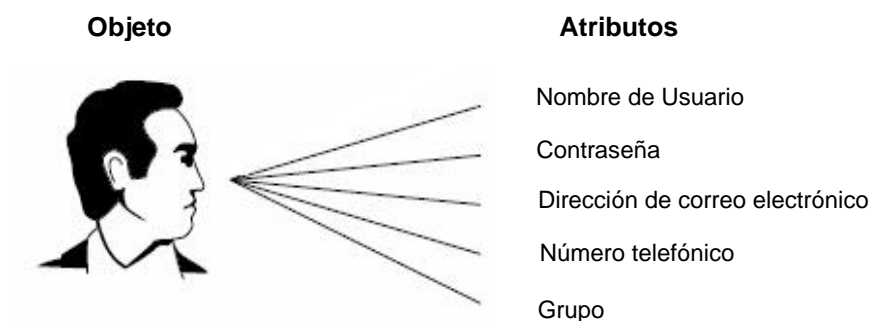 Objeto
Atributos
Nombre de Usuario
Contraseña
Dirección de correo electrónico
Número telefónico
Grupo